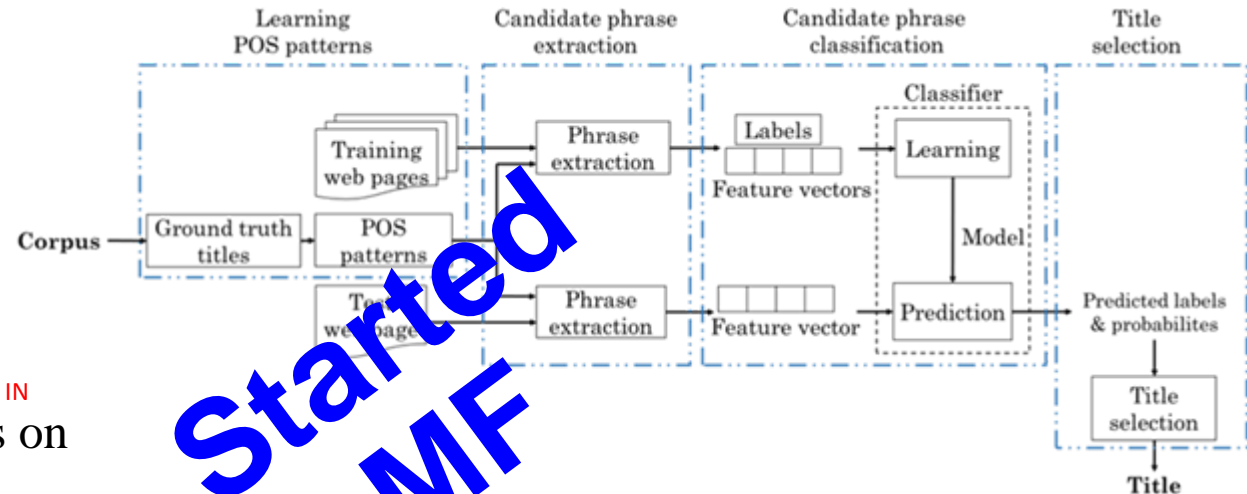 Learning
POS patterns
Candidate phrase
extraction
Candidate phrase
classification
Title
selection
Training
web pages
Phrase
extraction
Labels
Feature vectors
Classifier
Learning
Corpus
Ground truth
titles
POS
patterns
Model
web page
Phrase
extraction
Feature vector
Prediction
Predicted labels
& probabilites
Title
selection
Title
IN
s on
Started
MF